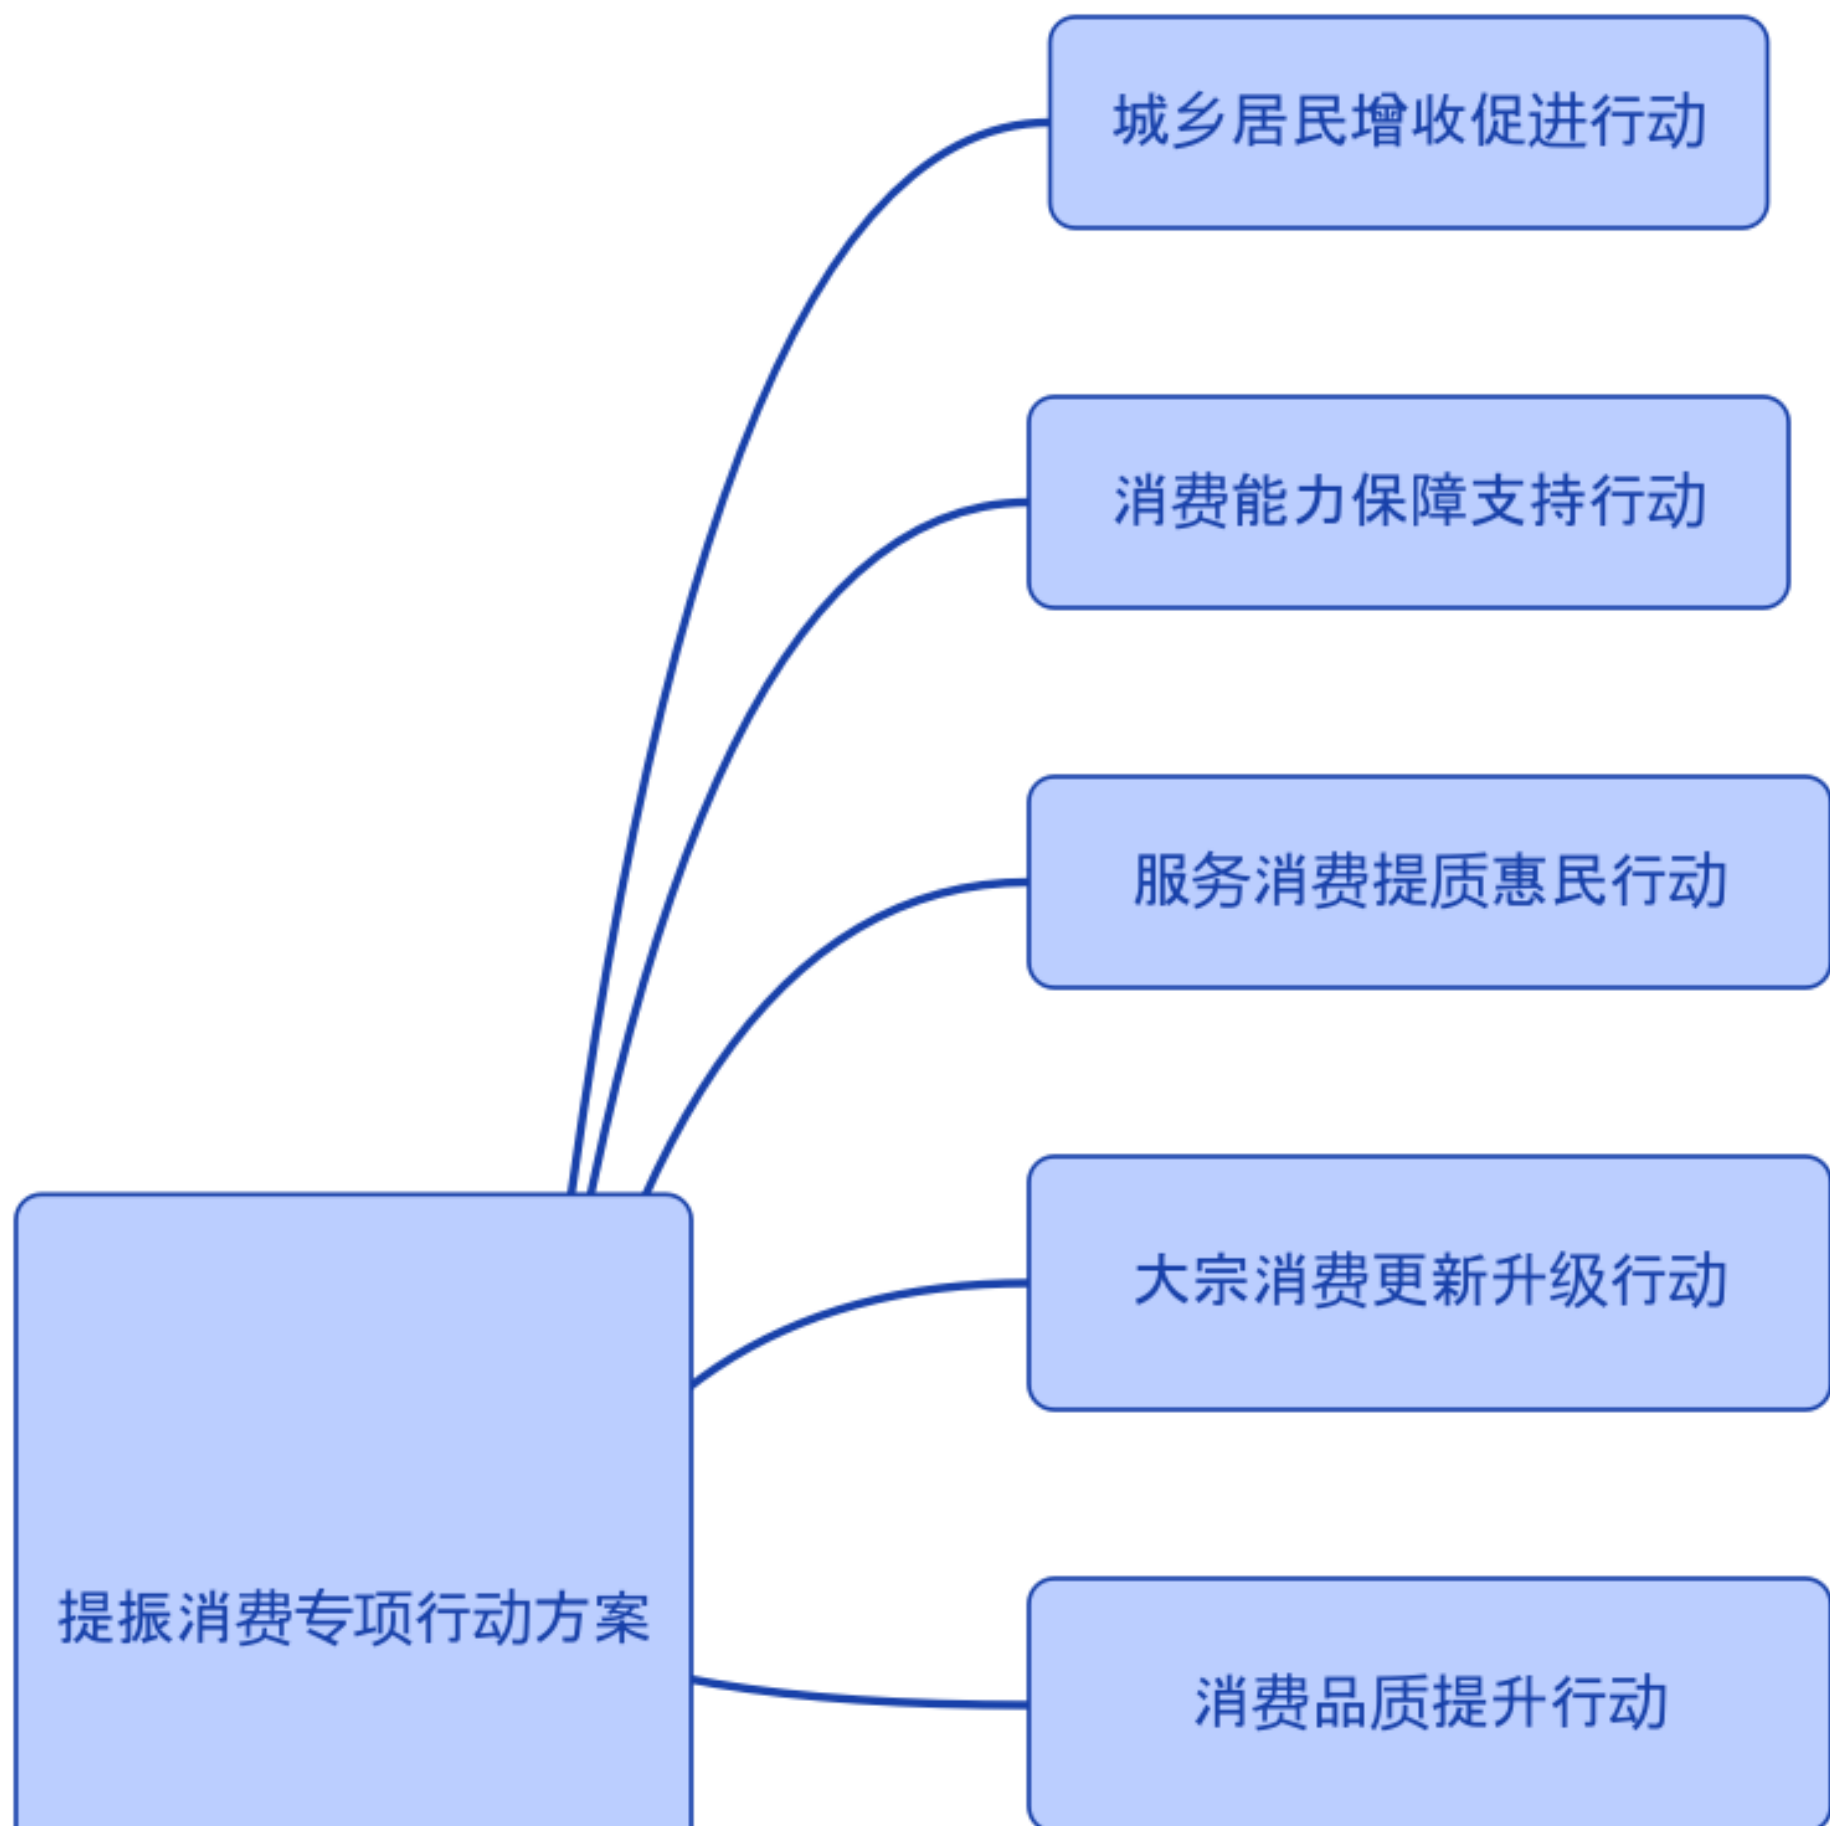 城乡居民增收促进行动
消费能力保障支持行动
服务消费提质惠民行动
大宗消费更新升级行动
提振消费专项行动方案
消费品质提升行动